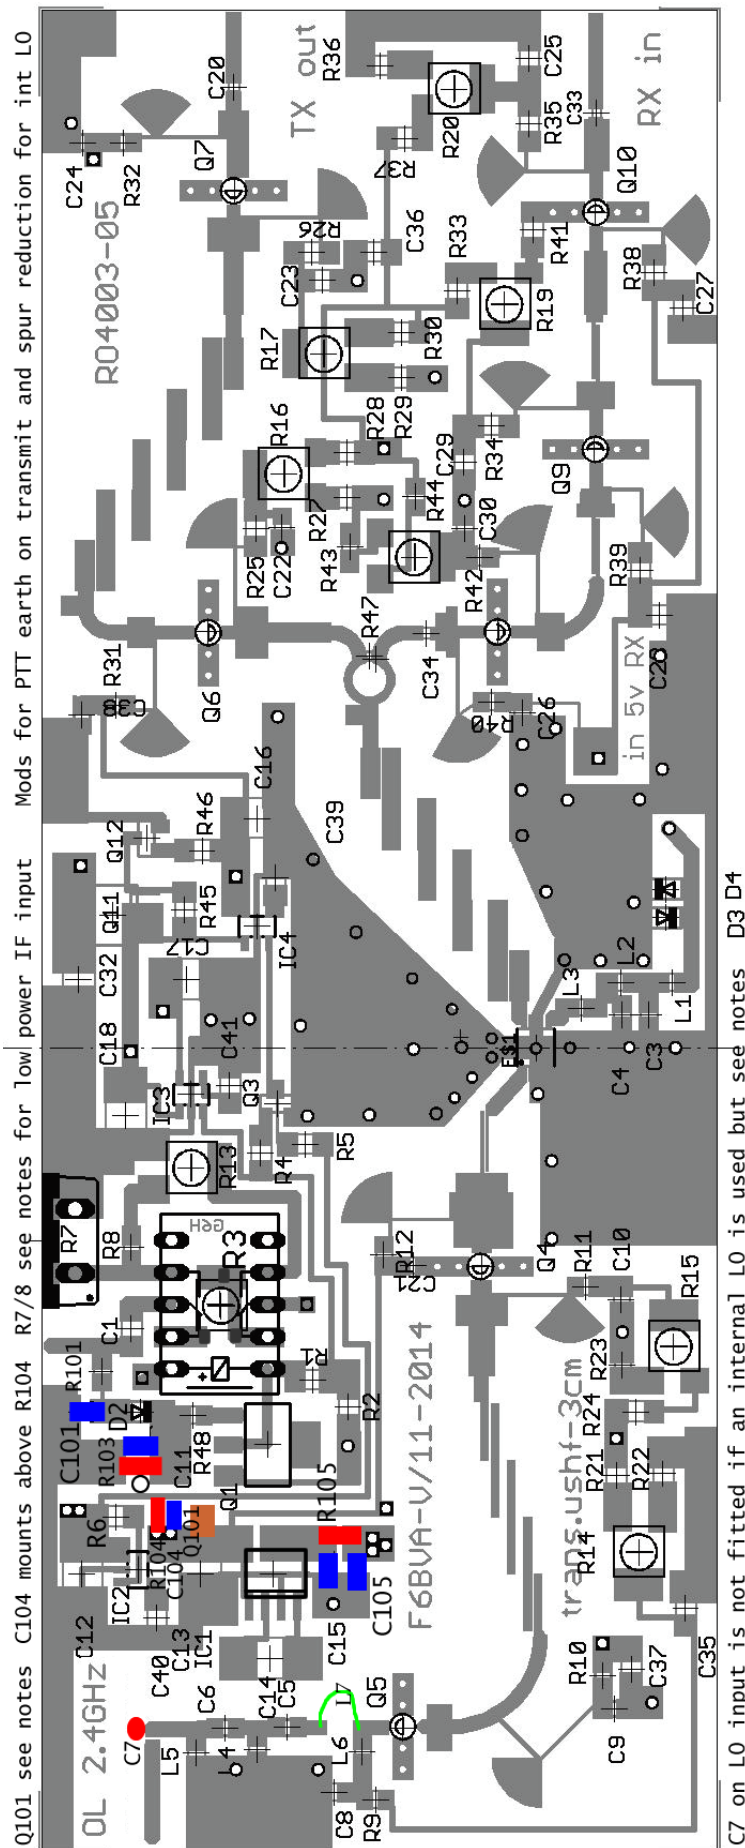 Q101 see notes C104 mounts above R104 R7/8 see notes for low power IF input Mods for PTT earth on transmit and spur reduction for int LO
C24
R32
C20
Q7
TX out
R36
C25
R20
R35
C33
RX in
R37
Q10
RO4003-05
R26
C36
C23
R33
R41
R38
C27
R17
R30
R19
R16
R28
R29
C29
R34
Q9
R27
R44
C30
R25
C22
R43
R42
R39
R31
C38
Q6
R47
C34
R40
C26
C28
in 5v RX
C16
C39
Q12
R46
Q11
R45
C17
IC4
C32
L2
L3
L1
D3 D4
C18
C41
FS1
C4
C3
IC3
Q3
R4
R5
R13
R7
R8
GRH
R3
R12
C21
Q4
R11
C10
R15
C1
R101
R1
R23
C101
D2
R103
C11
R48
R2
F6BVA-V/11-2014
trans.ushf-3cm
R24
R21
R22
R6
Q1
R105
Q101
R104
C104
IC2
R14
C12
C40
C13
IC1
C15
C105
C35
OL 2.4GHz
C6
C14
C5
L7
Q5
R10
C37
C9
C7
L5
L4
L6
C8
R9
C7 on LO input is not fitted if an internal LO is used but see notes